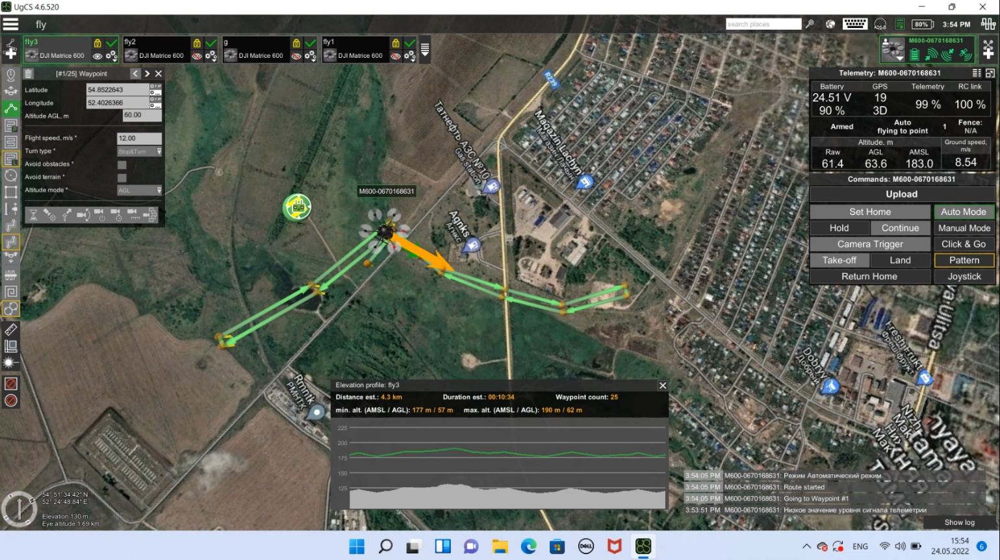 UgCS 4.6.520
fly
search places
ADS-B
80%
3:54 PM
fly3
DJI Matrice 600
fly2
DJI Matrice 600
g
DJI Matrice 600
fly1
DJI Matrice 600
M600-0670168631
[#1/25] Waypoint
Latitude
54.8522643
Longitude
52.4026366
Altitude AGL, m
60.00
Flight speed, m/s *
12.00
Turn type *
Stop&Turn
Avoid obstacles *
Avoid terrain *
Altitude mode *
AGL
Telemetry: M600-0670168631
Battery GPS Telemetry RC link
24.51 V 19 99 % 100 %
90 % 3D
Armed
Auto
flying to point
1
Fence:
N/A
Altitude, m
Ground speed, m/s
Raw AGL AMSL
61.4 63.6 183.0 8.54
Commands: M600-0670168631
Upload
Set Home Auto Mode
Hold Continue Manual Mode
Camera Trigger Click & Go
Take-off Land Pattern
Return Home Joystick
R239
Татнефть АЗС №10
Gas station
Magazin Lachyn
Магазин Лачын
Agnks
Агнкс
M600-0670168631
Rmntk
РМНТК
Dobryy
Добрый
Fresh Frukt
Фреш фрукт
Elevation profile: fly3
Distance est.: 4.3 km
Duration est.: 00:10:34
Waypoint count: 25
min. alt. (AMSL / AGL): 177 m / 57 m
max. alt. (AMSL / AGL): 190 m / 62 m
225
200
175
150
125
3:54:05 PM M600-0670168631: Режим Автоматический режим
3:54:05 PM M600-0670168631: Route started
3:54:05 PM M600-0670168631: Going to Waypoint #1
3:53:51 PM M600-0670168631: Низкое значение уровня сигнала телеметрии
Show log
54° 51' 34.42" N
52° 24' 48.84" E
Elevation 130 m
Eye altitude 1.69 km
DELL
ENG
15:54
24.05.2022
6